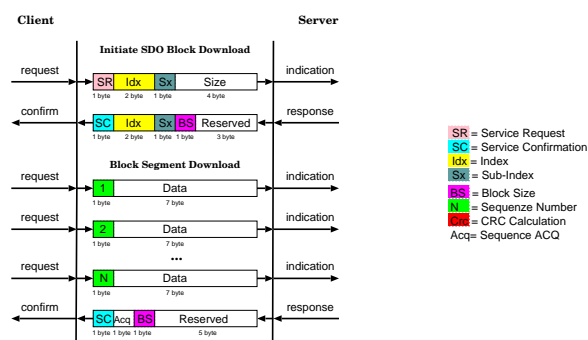 Client Server
Initiate SDO Block Download
request indication
SR Idx Sx Size
1 byte 2 byte 1 byte 4 byte
confirm response
SC Idx Sx BS Reserved
1 byte 2 byte 1 byte 1 byte 3 byte
Block Segment Download
request indication
1 Data
1 byte 7 byte
request indication
2 Data
1 byte 7 byte
...
request indication
N Data
1 byte 7 byte
confirm response
SC Acq BS Reserved
1 byte 1 byte 1 byte 5 byte
SR = Service Request
SC = Service Confirmation
Idx = Index
Sx = Sub-Index
BS = Block Size
N = Sequenze Number
Crc = CRC Calculation
Acq= Sequence ACQ